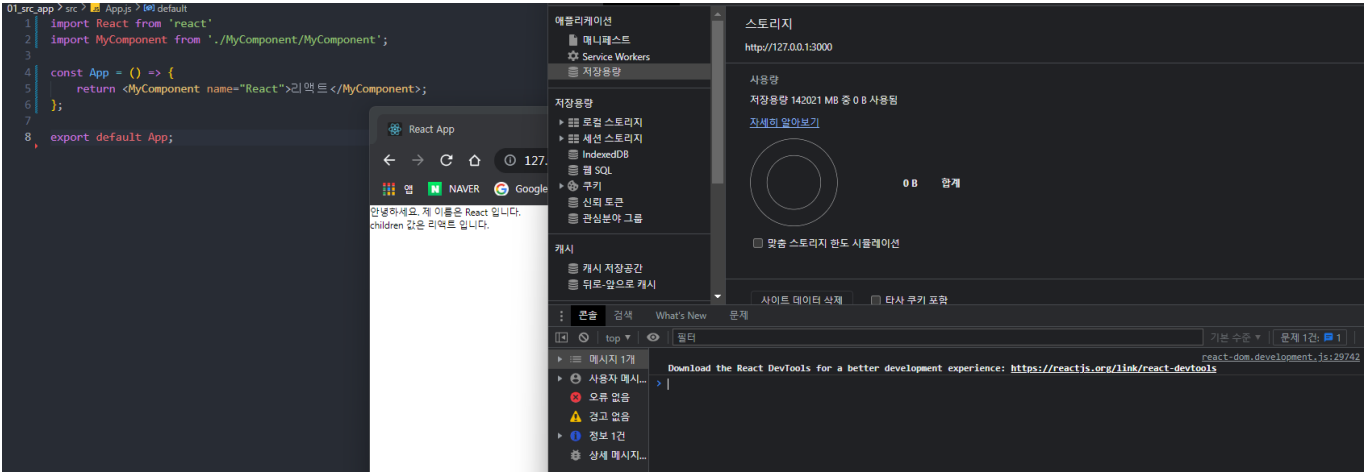 01_src_app > src > App.js > default
1 import React from 'react'
2 import MyComponent from './MyComponent/MyComponent';
3
4 const App = () => {
5 return <MyComponent name="React">리액트</MyComponent>;
6 };
7
8 export default App;
React App
127.
앱 NAVER Google
안녕하세요. 제 이름은 React 입니다.
children 값은 리액트 입니다.
애플리케이션
매니페스트
Service Workers
저장용량
저장용량
로컬 스토리지
세션 스토리지
IndexedDB
웹 SQL
쿠키
신뢰 토큰
관심분야 그룹
캐시
캐시 저장공간
뒤로-앞으로 캐시
스토리지
http://127.0.0.1:3000
사용량
저장용량 142021 MB 중 0 B 사용됨
자세히 알아보기
0 B 합계
맞춤 스토리지 한도 시뮬레이션
사이트 데이터 삭제 타사 쿠키 포함
콘솔 검색 What's New 문제
top 필터 기본 수준 문제 1건: 1
메시지 1개
사용자 메시...
오류 없음
경고 없음
정보 1건
상세 메시지...
react-dom.development.js:29742
Download the React DevTools for a better development experience: https://reactjs.org/link/react-devtools